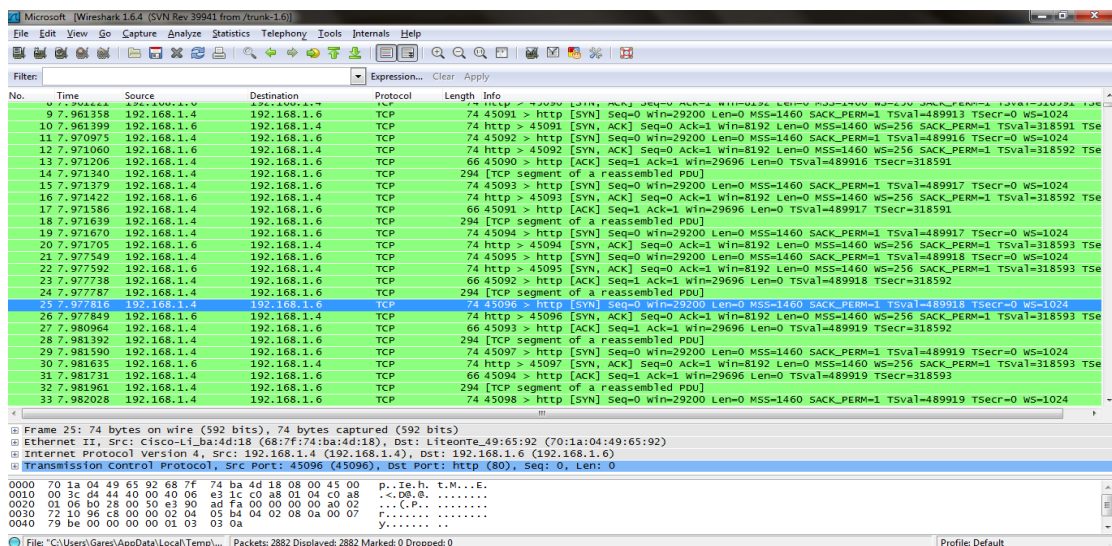 Microsoft [Wireshark 1.6.4 (SVN Rev 39941 from /trunk-1.6)]
File Edit View Go Capture Analyze Statistics Telephony Tools Internals Help
Filter: Expression... Clear Apply
No. Time Source Destination Protocol Length Info
9 7.961358 192.168.1.4 192.168.1.6 TCP 74 45091 > http [SYN] Seq=0 Win=29200 Len=0 MSS=1460 SACK_PERM=1 TSval=489913 TSecr=0 WS=1024
10 7.961399 192.168.1.6 192.168.1.4 TCP 74 http > 45091 [SYN, ACK] Seq=0 Ack=1 Win=8192 Len=0 MSS=1460 WS=256 SACK_PERM=1 TSval=318591 TSe
11 7.970975 192.168.1.4 192.168.1.6 TCP 74 45092 > http [SYN] Seq=0 Win=29200 Len=0 MSS=1460 SACK_PERM=1 TSval=489916 TSecr=0 WS=1024
12 7.971060 192.168.1.6 192.168.1.4 TCP 74 http > 45092 [SYN, ACK] Seq=0 Ack=1 Win=8192 Len=0 MSS=1460 WS=256 SACK_PERM=1 TSval=318592 TSe
13 7.971206 192.168.1.4 192.168.1.6 TCP 66 45090 > http [ACK] Seq=1 Ack=1 Win=29696 Len=0 TSval=489916 TSecr=318591
14 7.971340 192.168.1.4 192.168.1.6 TCP 294 [TCP segment of a reassembled PDU]
15 7.971379 192.168.1.4 192.168.1.6 TCP 74 45093 > http [SYN] Seq=0 Win=29200 Len=0 MSS=1460 SACK_PERM=1 TSval=489917 TSecr=0 WS=1024
16 7.971422 192.168.1.6 192.168.1.4 TCP 74 http > 45093 [SYN, ACK] Seq=0 Ack=1 Win=8192 Len=0 MSS=1460 WS=256 SACK_PERM=1 TSval=318592 TSe
17 7.971586 192.168.1.4 192.168.1.6 TCP 66 45091 > http [ACK] Seq=1 Ack=1 Win=29696 Len=0 TSval=489917 TSecr=318591
18 7.971639 192.168.1.4 192.168.1.6 TCP 294 [TCP segment of a reassembled PDU]
19 7.971670 192.168.1.4 192.168.1.6 TCP 74 45094 > http [SYN] Seq=0 Win=29200 Len=0 MSS=1460 SACK_PERM=1 TSval=489917 TSecr=0 WS=1024
20 7.971705 192.168.1.6 192.168.1.4 TCP 74 http > 45094 [SYN, ACK] Seq=0 Ack=1 Win=8192 Len=0 MSS=1460 WS=256 SACK_PERM=1 TSval=318593 TSe
21 7.977549 192.168.1.4 192.168.1.6 TCP 74 45095 > http [SYN] Seq=0 Win=29200 Len=0 MSS=1460 SACK_PERM=1 TSval=489918 TSecr=0 WS=1024
22 7.977592 192.168.1.6 192.168.1.4 TCP 74 http > 45095 [SYN, ACK] Seq=0 Ack=1 Win=8192 Len=0 MSS=1460 WS=256 SACK_PERM=1 TSval=318593 TSe
23 7.977738 192.168.1.4 192.168.1.6 TCP 66 45092 > http [ACK] Seq=1 Ack=1 Win=29696 Len=0 TSval=489918 TSecr=318592
24 7.977787 192.168.1.4 192.168.1.6 TCP 294 [TCP segment of a reassembled PDU]
25 7.977816 192.168.1.4 192.168.1.6 TCP 74 45096 > http [SYN] Seq=0 Win=29200 Len=0 MSS=1460 SACK_PERM=1 TSval=489918 TSecr=0 WS=1024
26 7.977849 192.168.1.6 192.168.1.4 TCP 74 http > 45096 [SYN, ACK] Seq=0 Ack=1 Win=8192 Len=0 MSS=1460 WS=256 SACK_PERM=1 TSval=318593 TSe
27 7.980964 192.168.1.4 192.168.1.6 TCP 66 45093 > http [ACK] Seq=1 Ack=1 Win=29696 Len=0 TSval=489919 TSecr=318592
28 7.981392 192.168.1.4 192.168.1.6 TCP 294 [TCP segment of a reassembled PDU]
29 7.981590 192.168.1.4 192.168.1.6 TCP 74 45097 > http [SYN] Seq=0 Win=29200 Len=0 MSS=1460 SACK_PERM=1 TSval=489919 TSecr=0 WS=1024
30 7.981635 192.168.1.6 192.168.1.4 TCP 74 http > 45097 [SYN, ACK] Seq=0 Ack=1 Win=8192 Len=0 MSS=1460 WS=256 SACK_PERM=1 TSval=318593 TSe
31 7.981731 192.168.1.4 192.168.1.6 TCP 66 45094 > http [ACK] Seq=1 Ack=1 Win=29696 Len=0 TSval=489919 TSecr=318593
32 7.981961 192.168.1.4 192.168.1.6 TCP 294 [TCP segment of a reassembled PDU]
33 7.982028 192.168.1.4 192.168.1.6 TCP 74 45098 > http [SYN] Seq=0 Win=29200 Len=0 MSS=1460 SACK_PERM=1 TSval=489919 TSecr=0 WS=1024
Frame 25: 74 bytes on wire (592 bits), 74 bytes captured (592 bits)
Ethernet II, Src: Cisco-Li_ba:4d:18 (68:7f:74:ba:4d:18), Dst: LiteonTe_49:65:92 (70:1a:04:49:65:92)
Internet Protocol Version 4, Src: 192.168.1.4 (192.168.1.4), Dst: 192.168.1.6 (192.168.1.6)
Transmission Control Protocol, Src Port: 45096 (45096), Dst Port: http (80), Seq: 0, Len: 0
0000 70 1a 04 49 65 92 68 7f 74 ba 4d 18 08 00 45 00 p..Ie.h. t.M...E.
0010 00 3c d4 44 40 00 40 06 e3 1c c0 a8 01 04 c0 a8 .<.D@.@. ........
0020 01 06 b0 28 00 50 e3 90 ad fa 00 00 00 00 a0 02 ...(.P.. ........
0030 72 10 96 c8 00 00 02 04 05 b4 04 02 08 0a 00 07 r....... ........
0040 79 be 00 00 00 00 01 03 03 0a y....... ..
File: "C:\Users\Gares\AppData\Local\Temp\... Packets: 2882 Displayed: 2882 Marked: 0 Dropped: 0 Profile: Default